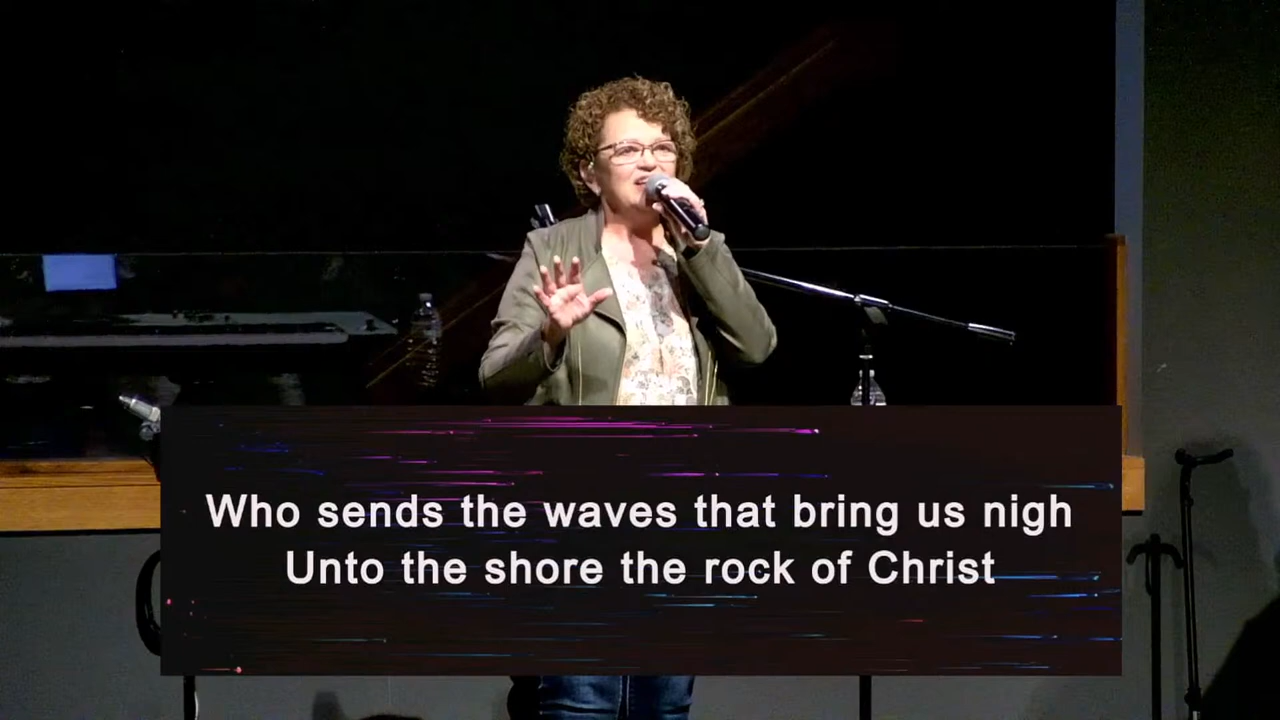 Who sends the waves that bring us nigh
Unto the shore the rock of Christ